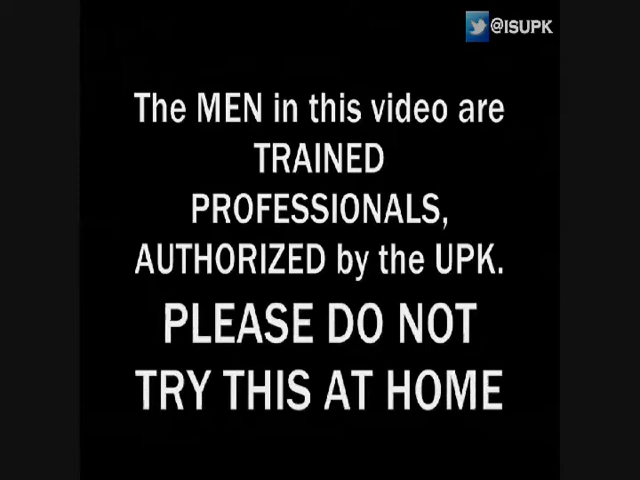 @ISUPK
The MEN in this video are
TRAINED
PROFESSIONALS,
AUTHORIZED by the UPK.
PLEASE DO NOT
TRY THIS AT HOME